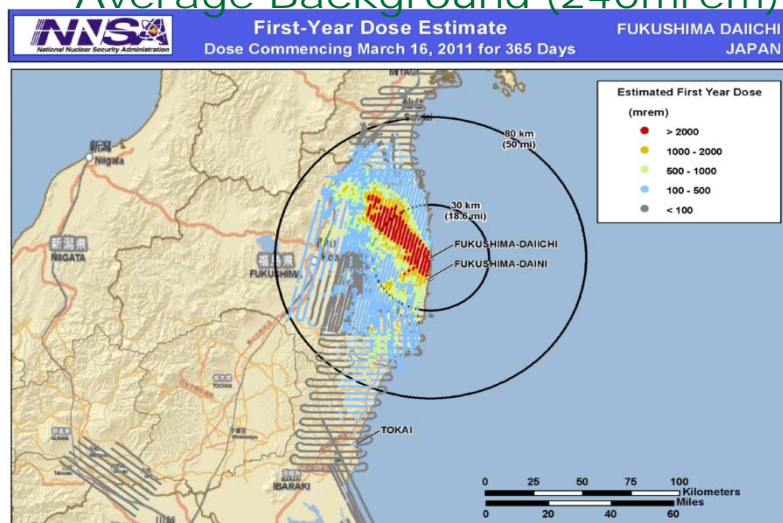 Average Background (240mrem)
NNSA
National Nuclear Security Administration
First-Year Dose Estimate
Dose Commencing March 16, 2011 for 365 Days
FUKUSHIMA DAIICHI
JAPAN
Estimated First Year Dose
(mrem)
> 2000
1000 - 2000
500 - 1000
100 - 500
< 100
80 km
(50 mi)
30 km
(18.6 mi)
FUKUSHIMA-DAIICHI
FUKUSHIMA-DAINI
新潟
Niigata
新潟県
NIIGATA
福島県
TOKAI
IBARAKI
0 25 50 75 100
Kilometers
Miles
0 20 40 60